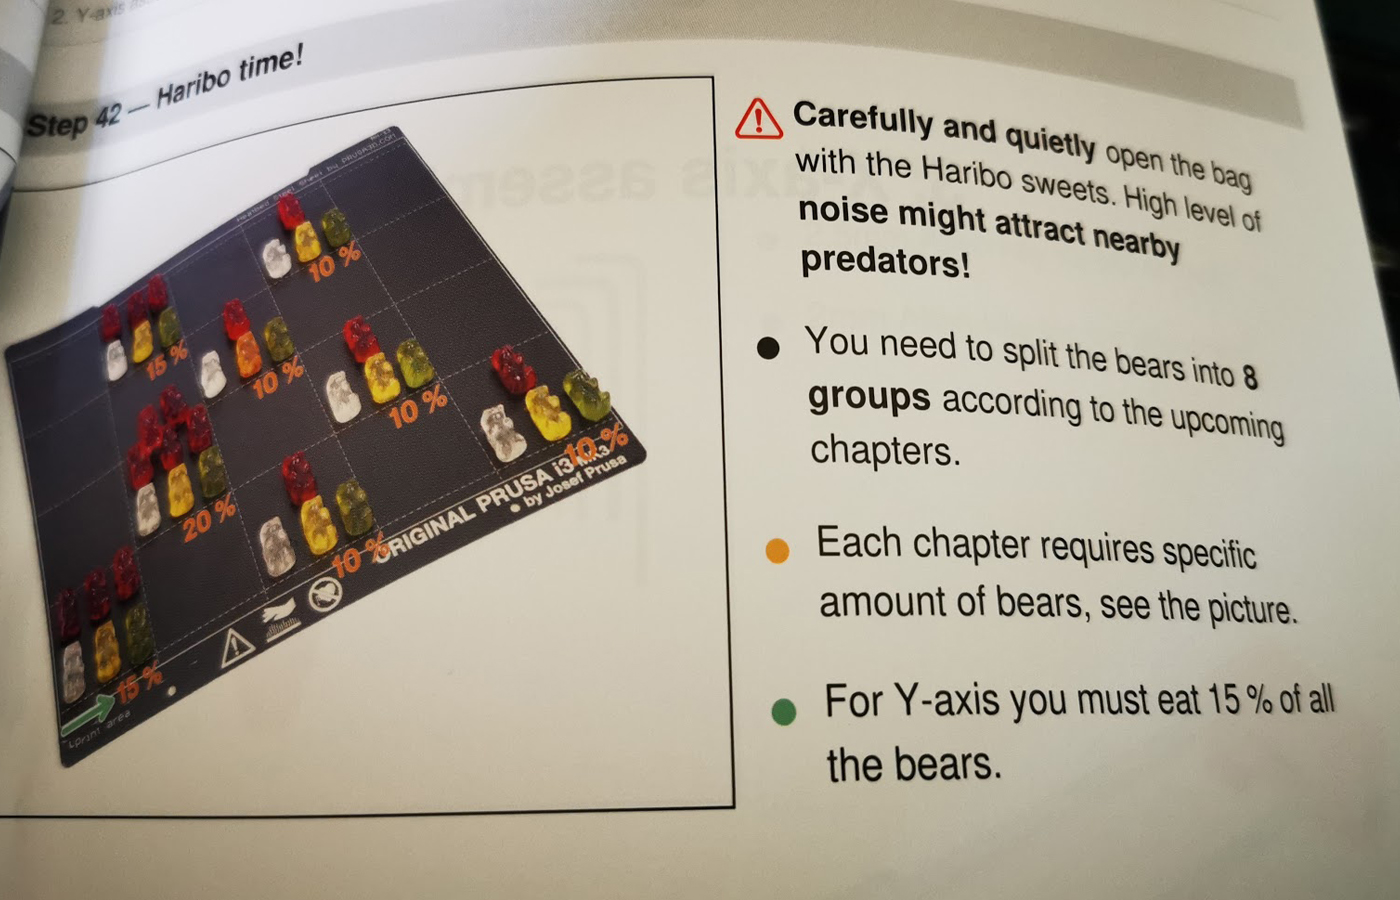 2. Y-axis
Step 42 — Haribo time!
Carefully and quietly open the bag
with the Haribo sweets. High level of
noise might attract nearby
predators!
You need to split the bears into 8
groups according to the upcoming
chapters.
Each chapter requires specific
amount of bears, see the picture.
For Y-axis you must eat 15 % of all
the bears.
10 %
15 %
10 %
10 %
10 %
20 %
10 %
15 %
ORIGINAL PRUSA i3
by Josef Prusa
print area